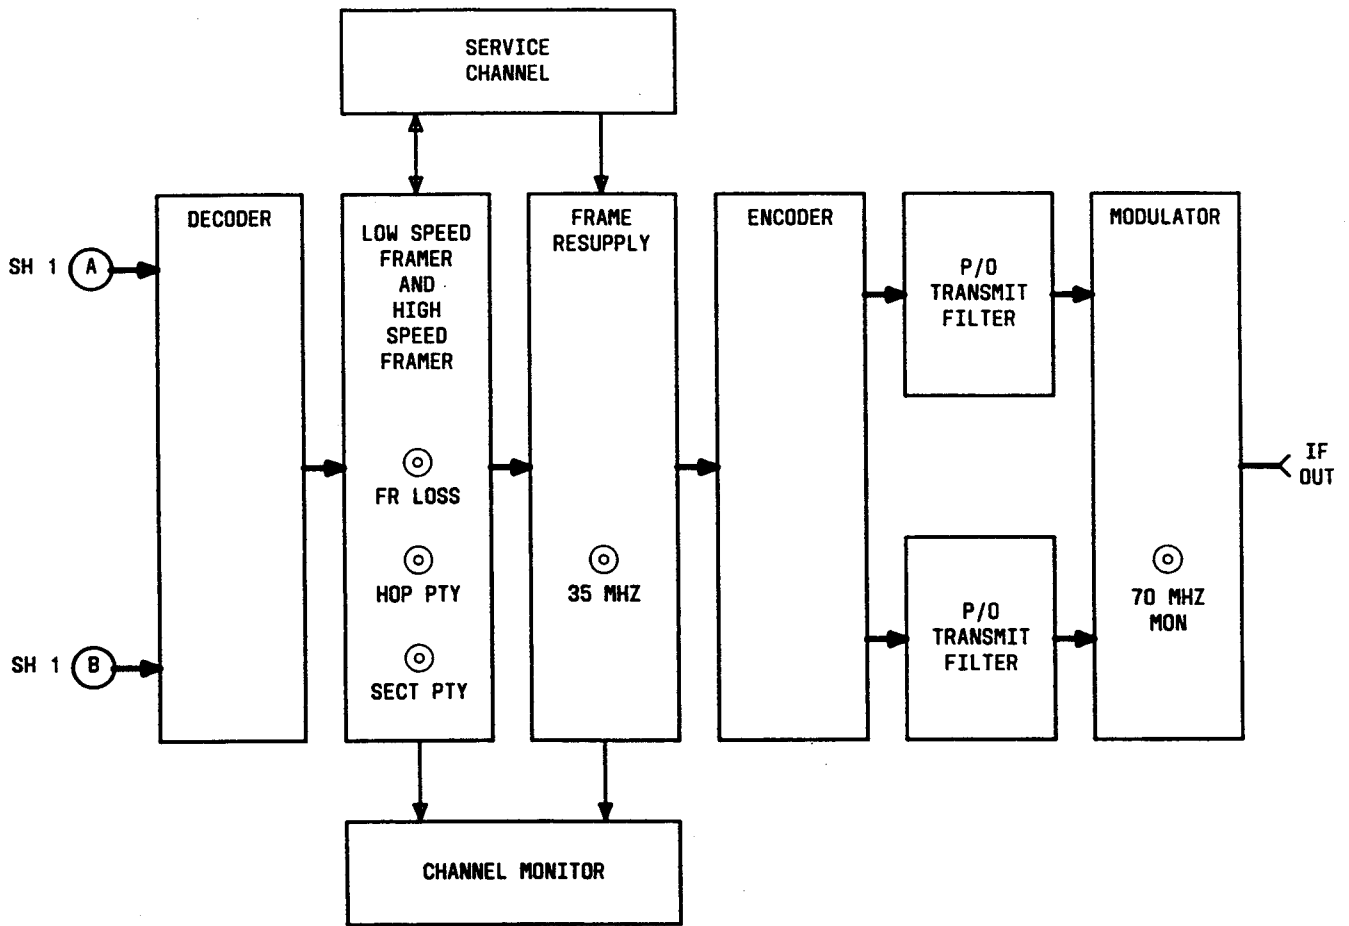 SERVICE
CHANNEL
DECODER
LOW SPEED
FRAMER
AND
HIGH
SPEED
FRAMER
FRAME
RESUPPLY
ENCODER
P/O
TRANSMIT
FILTER
MODULATOR
SH 1 A
FR LOSS
IF
OUT
HOP PTY
35 MHZ
P/O
TRANSMIT
FILTER
70 MHZ
MON
SH 1 B
SECT PTY
CHANNEL MONITOR